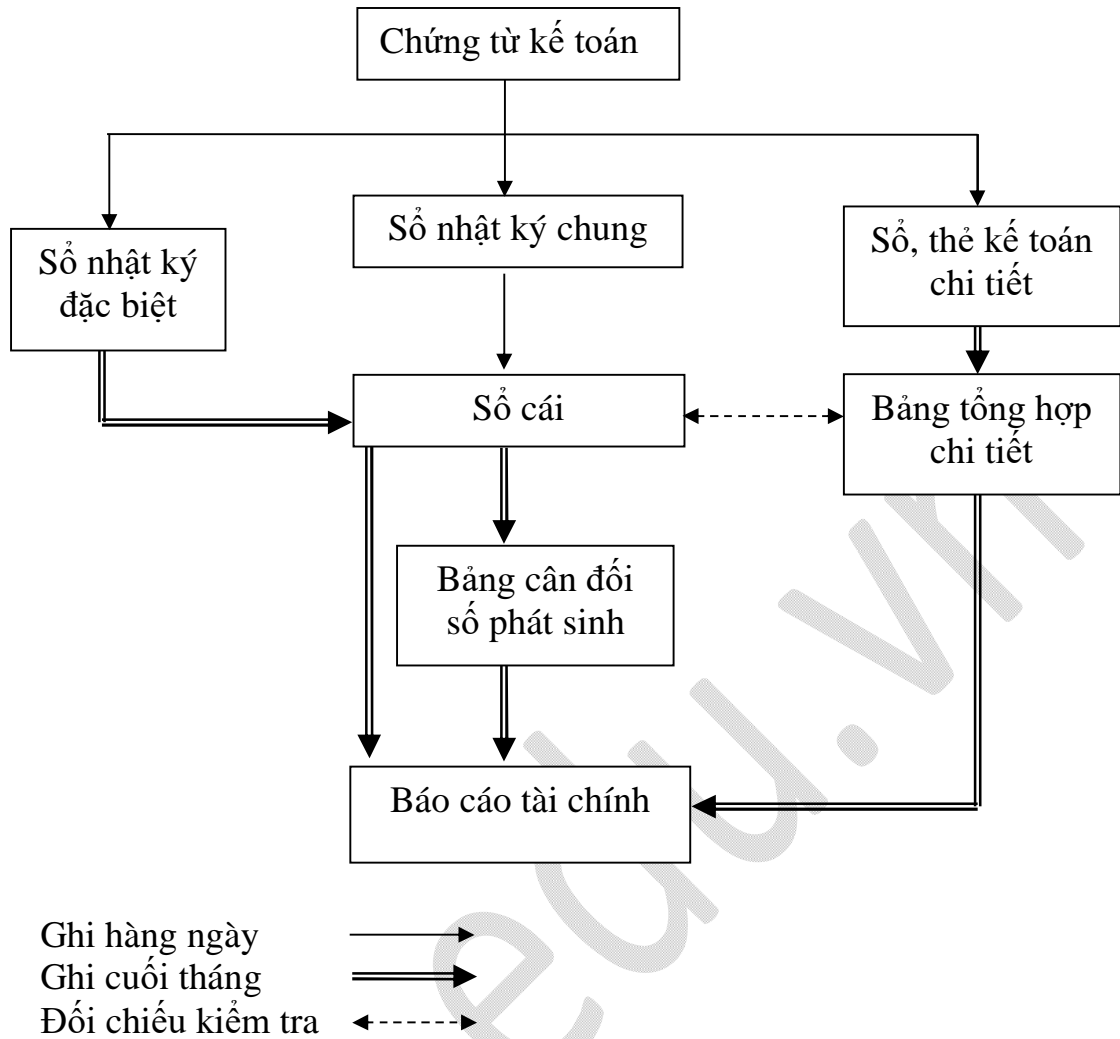 Chứng từ kế toán
Sổ nhật ký
đặc biệt
Sổ nhật ký chung
Sổ, thẻ kế toán
chi tiết
Sổ cái
Bảng tổng hợp
chi tiết
Bảng cân đối
số phát sinh
Báo cáo tài chính
Ghi hàng ngày
Ghi cuối tháng
Đối chiếu kiểm tra
edu.vn